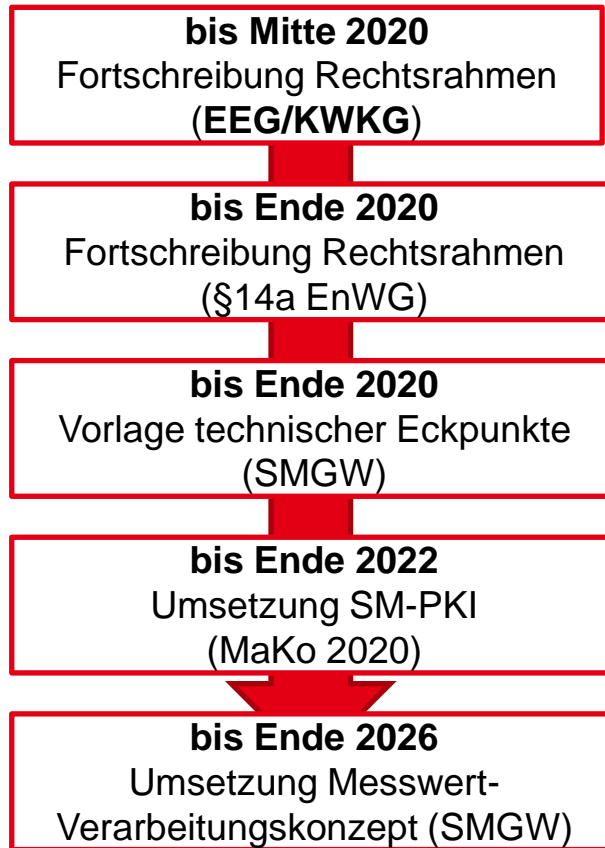 bis Mitte 2020
Fortschreibung Rechtsrahmen
(EEG/KWKG)
bis Ende 2020
Fortschreibung Rechtsrahmen
(§14a EnWG)
bis Ende 2020
Vorlage technischer Eckpunkte
(SMGW)
bis Ende 2022
Umsetzung SM-PKI
(MaKo 2020)
bis Ende 2026
Umsetzung Messwert-
Verarbeitungskonzept (SMGW)